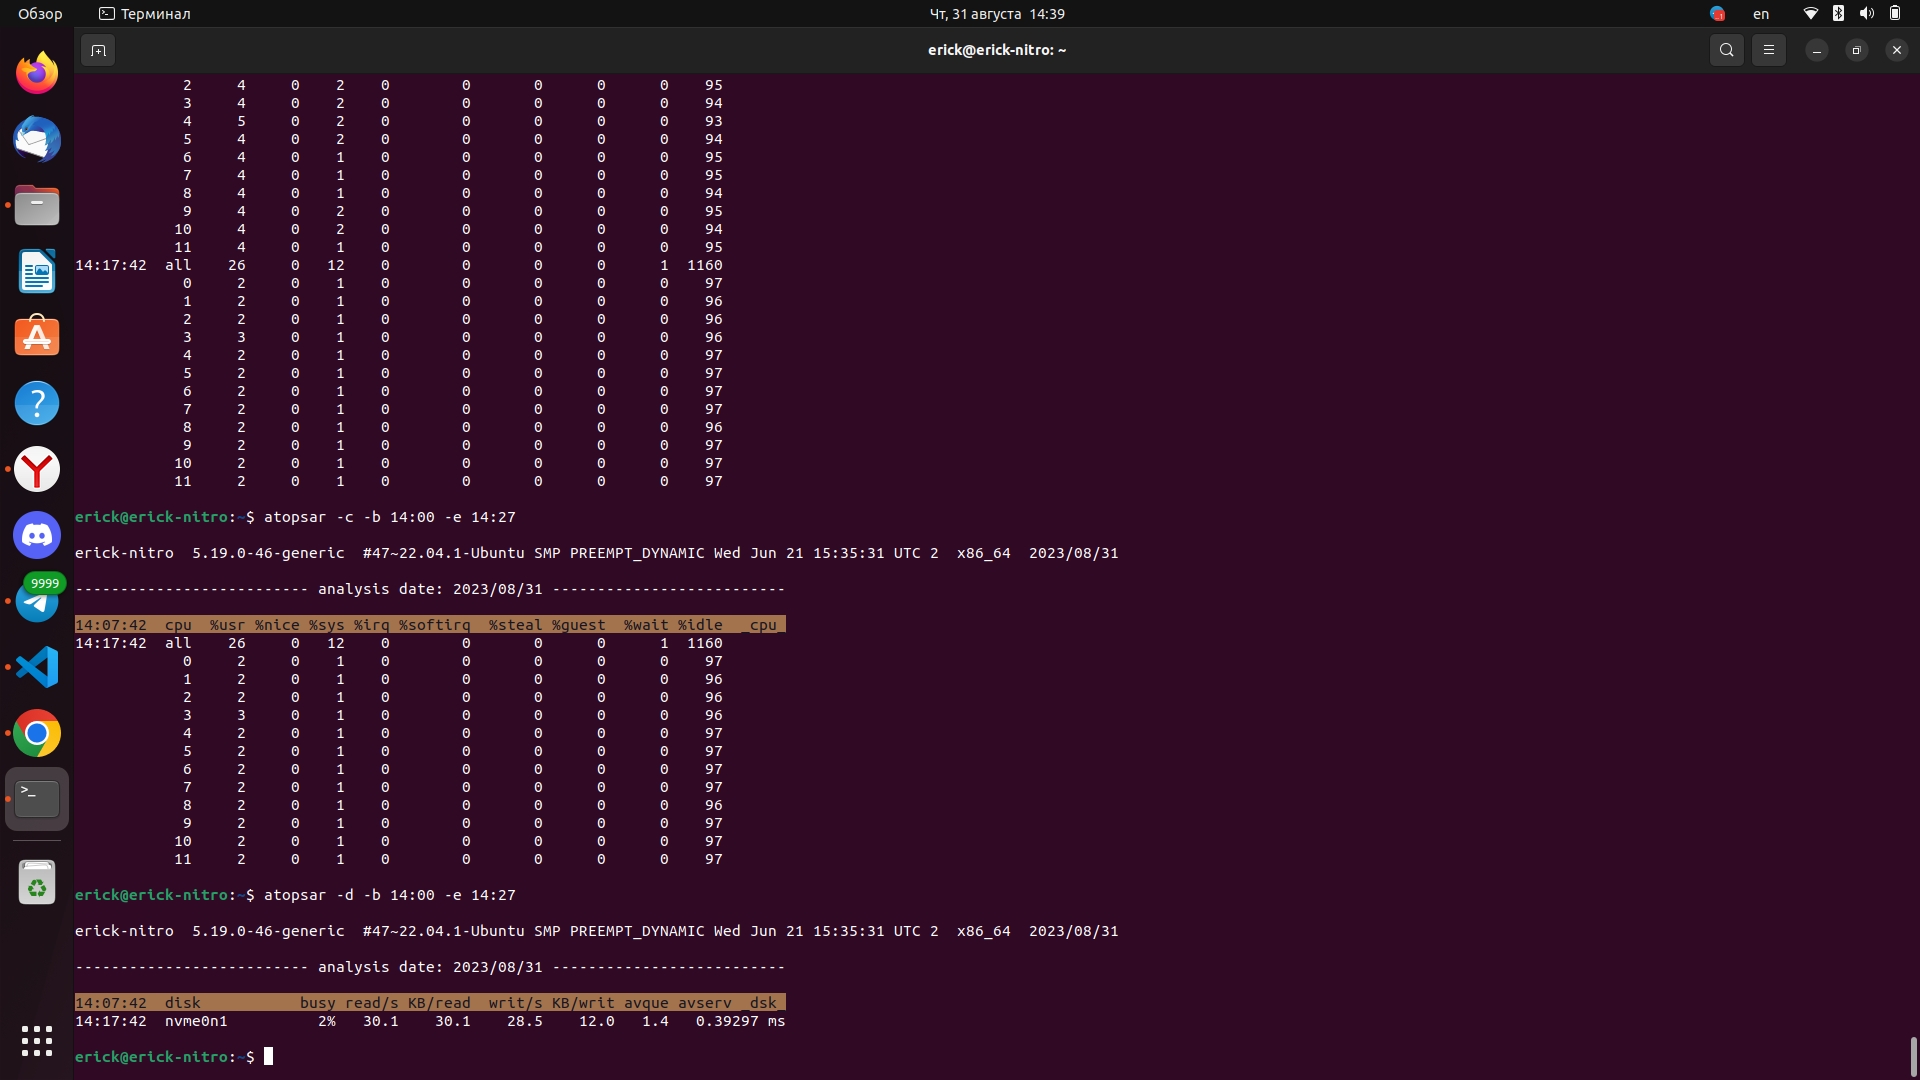 Обзор Терминал Чт, 31 августа 14:39 en
erick@erick-nitro: ~
2 4 0 2 0 0 0 0 0 95
3 4 0 2 0 0 0 0 0 94
4 5 0 2 0 0 0 0 0 93
5 4 0 2 0 0 0 0 0 94
6 4 0 1 0 0 0 0 0 95
7 4 0 1 0 0 0 0 0 95
8 4 0 1 0 0 0 0 0 94
9 4 0 2 0 0 0 0 0 95
10 4 0 2 0 0 0 0 0 94
11 4 0 1 0 0 0 0 0 95
14:17:42 all 26 0 12 0 0 0 0 1 1160
0 2 0 1 0 0 0 0 0 97
1 2 0 1 0 0 0 0 0 96
2 2 0 1 0 0 0 0 0 96
3 3 0 1 0 0 0 0 0 96
4 2 0 1 0 0 0 0 0 97
5 2 0 1 0 0 0 0 0 97
6 2 0 1 0 0 0 0 0 97
7 2 0 1 0 0 0 0 0 97
8 2 0 1 0 0 0 0 0 96
9 2 0 1 0 0 0 0 0 97
10 2 0 1 0 0 0 0 0 97
11 2 0 1 0 0 0 0 0 97
erick@erick-nitro:~$ atopsar -c -b 14:00 -e 14:27
erick-nitro 5.19.0-46-generic #47~22.04.1-Ubuntu SMP PREEMPT_DYNAMIC Wed Jun 21 15:35:31 UTC 2 x86_64 2023/08/31
-------------------------- analysis date: 2023/08/31 --------------------------
14:07:42 cpu %usr %nice %sys %irq %softirq %steal %guest %wait %idle _cpu_
14:17:42 all 26 0 12 0 0 0 0 1 1160
0 2 0 1 0 0 0 0 0 97
1 2 0 1 0 0 0 0 0 96
2 2 0 1 0 0 0 0 0 96
3 3 0 1 0 0 0 0 0 96
4 2 0 1 0 0 0 0 0 97
5 2 0 1 0 0 0 0 0 97
6 2 0 1 0 0 0 0 0 97
7 2 0 1 0 0 0 0 0 97
8 2 0 1 0 0 0 0 0 96
9 2 0 1 0 0 0 0 0 97
10 2 0 1 0 0 0 0 0 97
11 2 0 1 0 0 0 0 0 97
erick@erick-nitro:~$ atopsar -d -b 14:00 -e 14:27
erick-nitro 5.19.0-46-generic #47~22.04.1-Ubuntu SMP PREEMPT_DYNAMIC Wed Jun 21 15:35:31 UTC 2 x86_64 2023/08/31
-------------------------- analysis date: 2023/08/31 --------------------------
14:07:42 disk busy read/s KB/read writ/s KB/writ avque avserv _dsk_
14:17:42 nvme0n1 2% 30.1 30.1 28.5 12.0 1.4 0.39297 ms
erick@erick-nitro:~$
9999